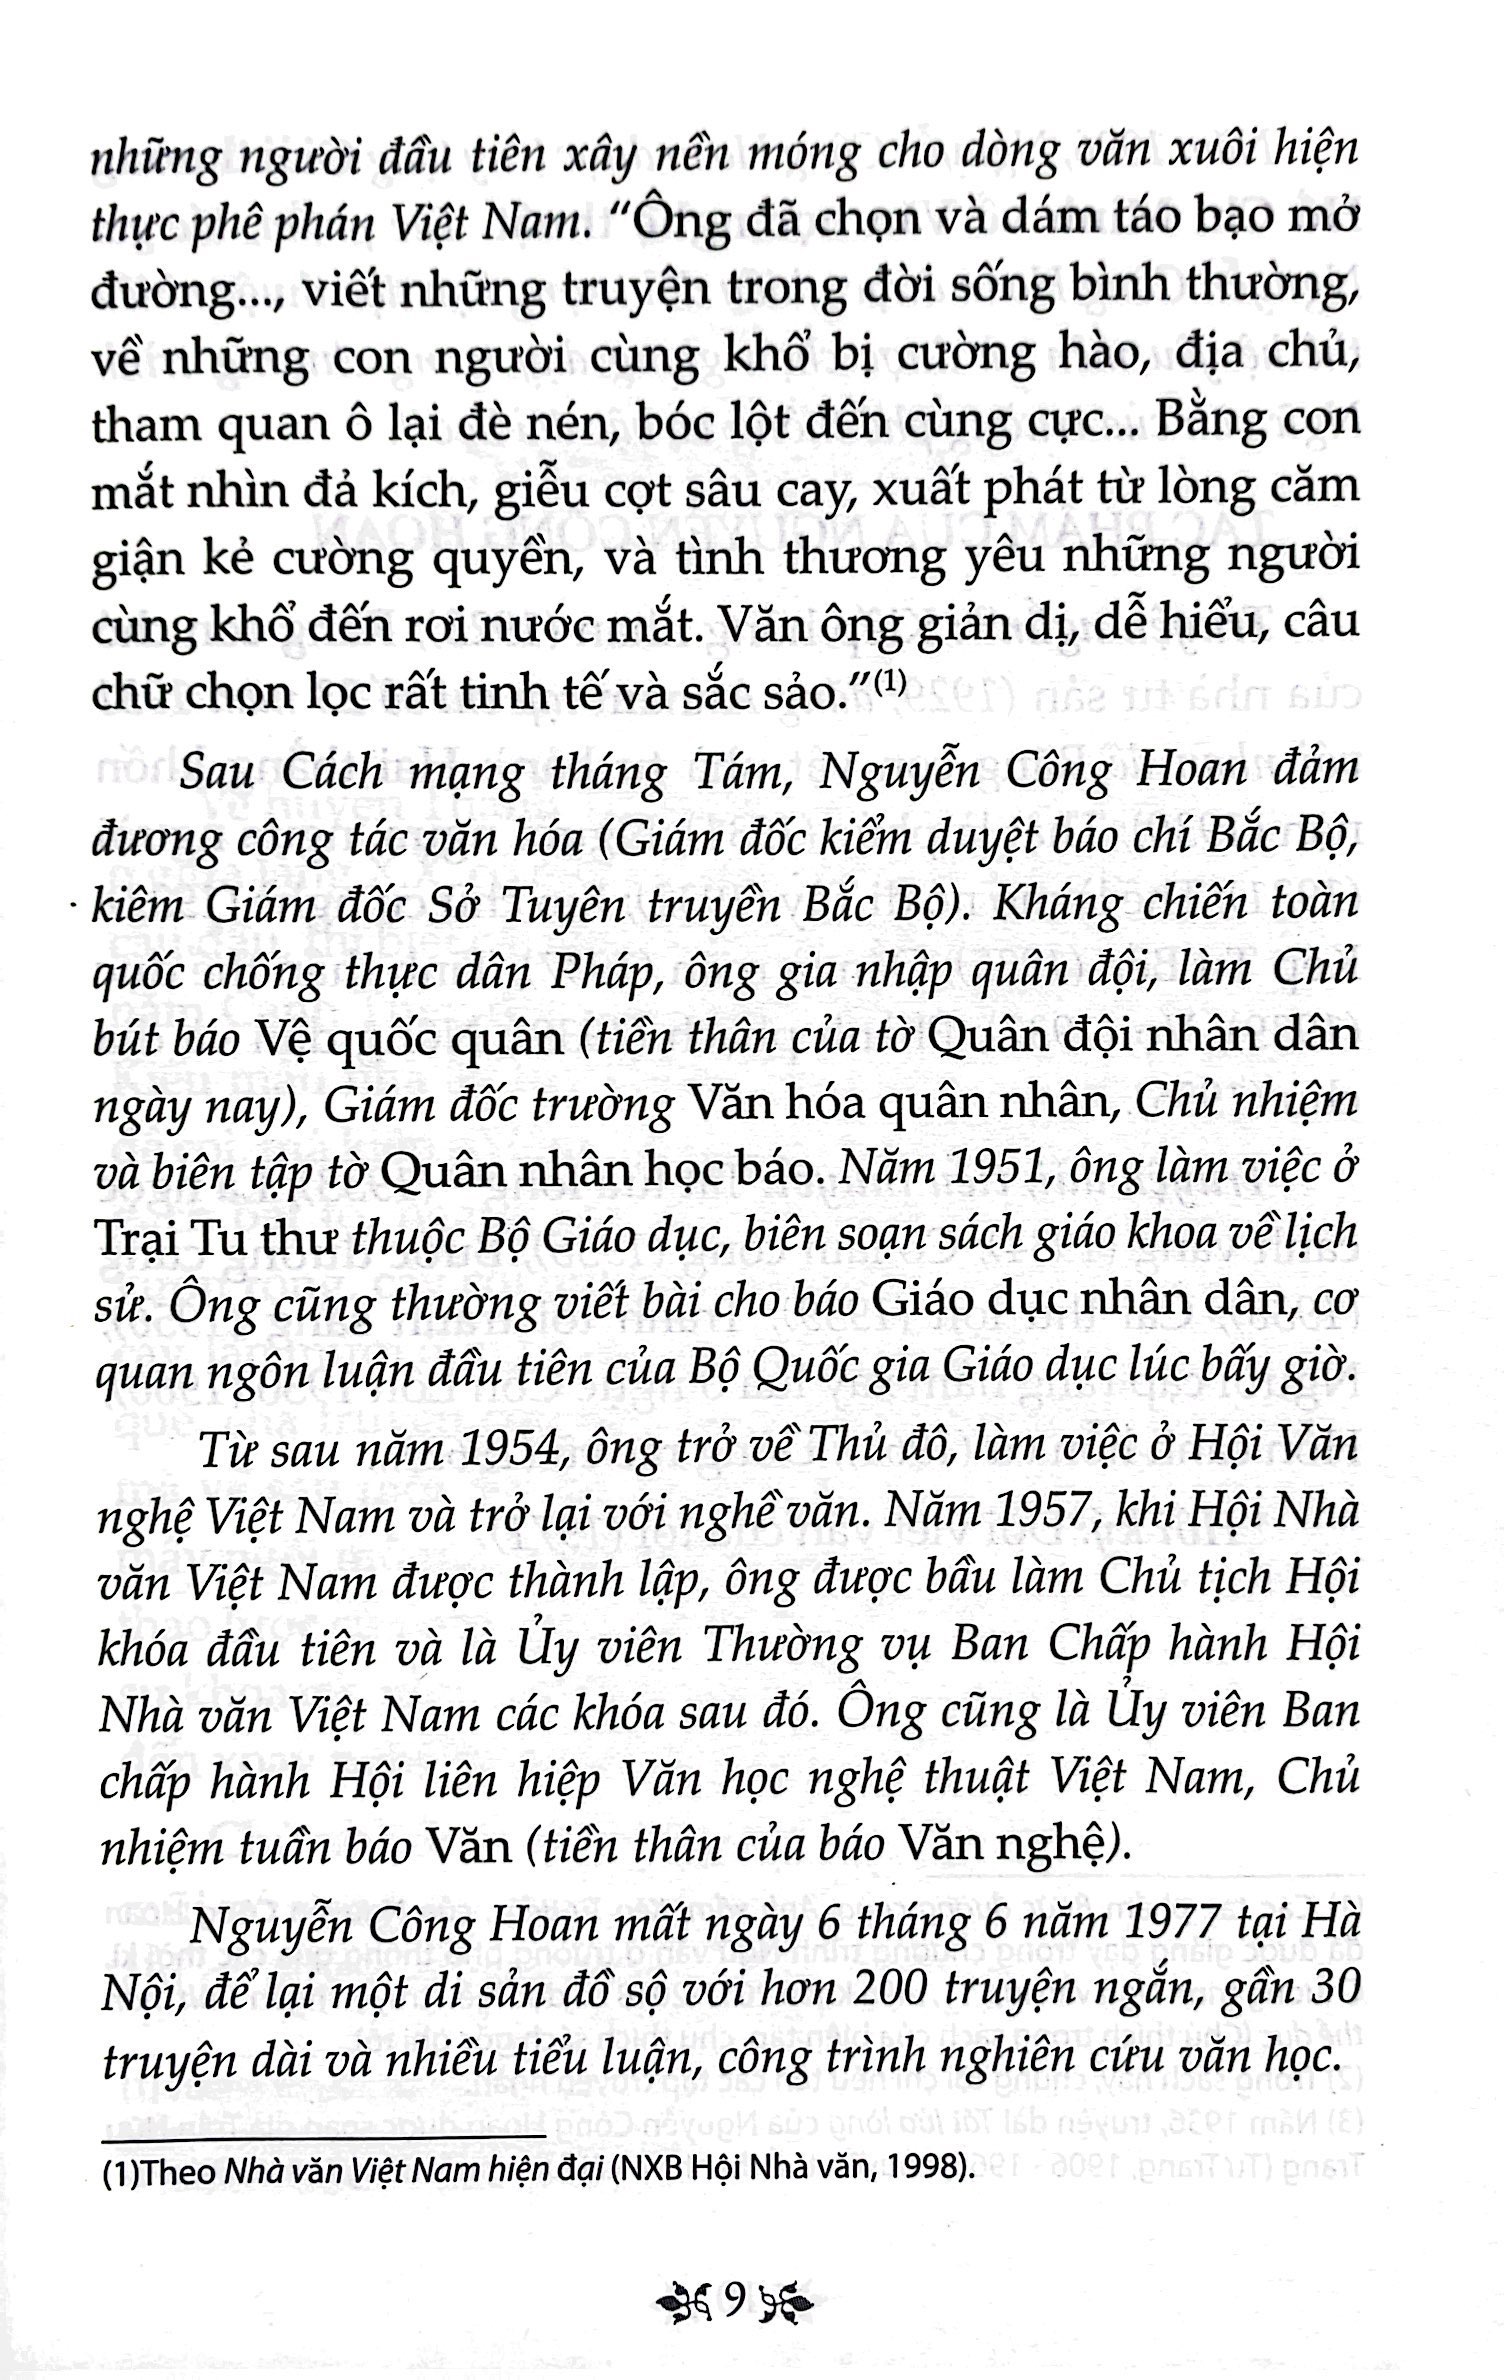 những người đầu tiên xây nền móng cho dòng văn xuôi hiện
thực phê phán Việt Nam. “Ông đã chọn và dám táo bạo mở
đường..., viết những truyện trong đời sống bình thường,
về những con người cùng khổ bị cường hào, địa chủ,
tham quan ô lại đè nén, bóc lột đến cùng cực... Bằng con
mắt nhìn đả kích, giễu cợt sâu cay, xuất phát từ lòng căm
giận kẻ cường quyền, và tình thương yêu những người
cùng khổ đến rơi nước mắt. Văn ông giản dị, dễ hiểu, câu
chữ chọn lọc rất tinh tế và sắc sảo.”(1)
Sau Cách mạng tháng Tám, Nguyễn Công Hoan đảm
đương công tác văn hóa (Giám đốc kiểm duyệt báo chí Bắc Bộ,
kiêm Giám đốc Sở Tuyên truyền Bắc Bộ). Kháng chiến toàn
quốc chống thực dân Pháp, ông gia nhập quân đội, làm Chủ
bút báo Vệ quốc quân (tiền thân của tờ Quân đội nhân dân
ngày nay), Giám đốc trường Văn hóa quân nhân, Chủ nhiệm
và biên tập tờ Quân nhân học báo. Năm 1951, ông làm việc ở
Trại Tu thư thuộc Bộ Giáo dục, biên soạn sách giáo khoa về lịch
sử. Ông cũng thường viết bài cho báo Giáo dục nhân dân, cơ
quan ngôn luận đầu tiên của Bộ Quốc gia Giáo dục lúc bấy giờ.
Từ sau năm 1954, ông trở về Thủ đô, làm việc ở Hội Văn
nghệ Việt Nam và trở lại với nghề văn. Năm 1957, khi Hội Nhà
văn Việt Nam được thành lập, ông được bầu làm Chủ tịch Hội
khóa đầu tiên và là Ủy viên Thường vụ Ban Chấp hành Hội
Nhà văn Việt Nam các khóa sau đó. Ông cũng là Ủy viên Ban
chấp hành Hội liên hiệp Văn học nghệ thuật Việt Nam, Chủ
nhiệm tuần báo Văn (tiền thân của báo Văn nghệ).
Nguyễn Công Hoan mất ngày 6 tháng 6 năm 1977 tại Hà
Nội, để lại một di sản đồ sộ với hơn 200 truyện ngắn, gần 30
truyện dài và nhiều tiểu luận, công trình nghiên cứu văn học.
(1)Theo Nhà văn Việt Nam hiện đại (NXB Hội Nhà văn, 1998).
9